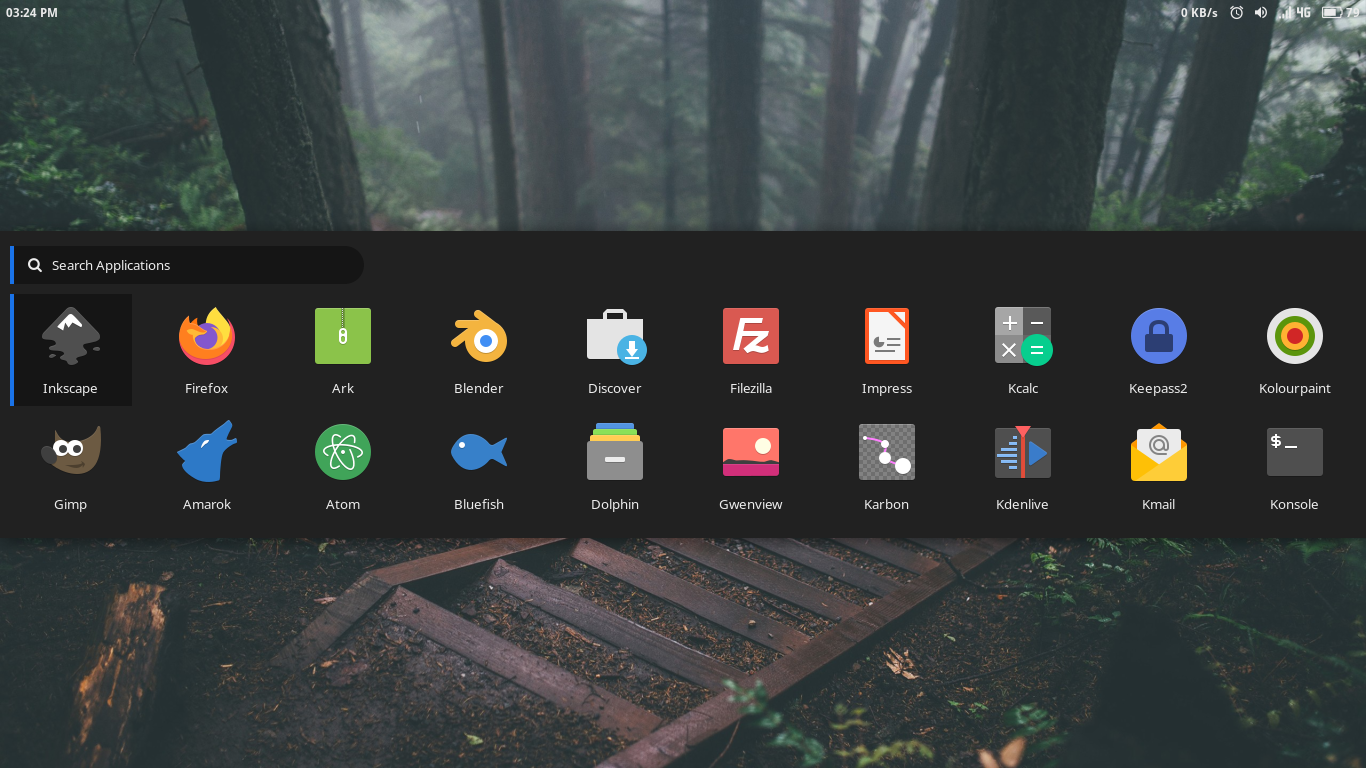 03:24 PM
0 KB/s 4G 79
Search Applications
Inkscape Firefox Ark Blender Discover Filezilla Impress Kcalc Keepass2 Kolourpaint
Gimp Amarok Atom Bluefish Dolphin Gwenview Karbon Kdenlive Kmail Konsole